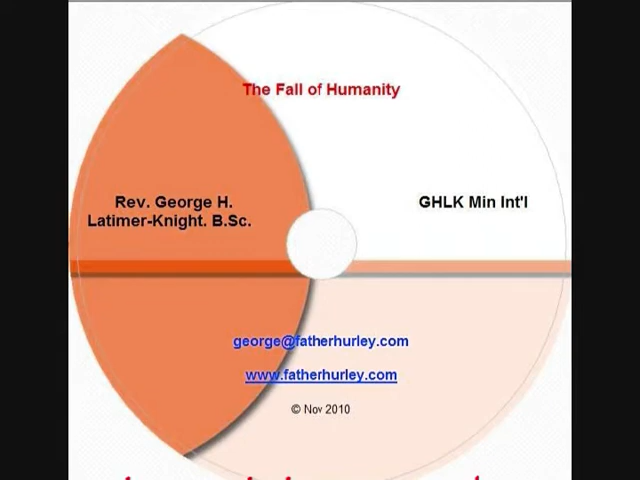 The Fall of Humanity
Rev. George H.
Latimer-Knight. B.Sc.
GHLK Min Int'l
george@fatherhurley.com
www.fatherhurley.com
© Nov 2010